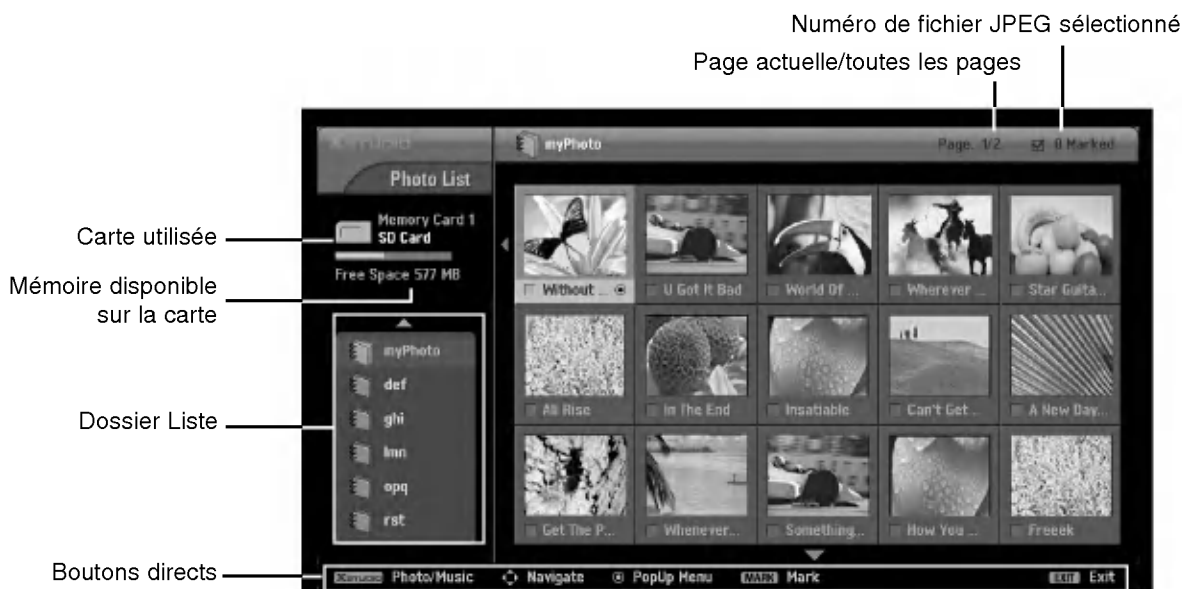 Numéro de fichier JPEG sélectionné
Page actuelle/toutes les pages
XSTUDIO
myPhoto
Page. 1/2
0 Marked
Photo List
Carte utilisée
Memory Card 1
SD Card
Mémoire disponible
sur la carte
Free Space 577 MB
Without ...
U Got It Bad
World Of ...
Wherever ...
Star Guita...
Dossier Liste
myPhoto
def
ghi
lmn
opq
rst
All Rise
In The End
Insatiable
Can't Get ...
A New Day...
Get The P...
Whenever...
Something...
How You ...
Freeek
Boutons directs
XSTUDIO Photo/Music Navigate PopUp Menu MARK Mark EXIT Exit